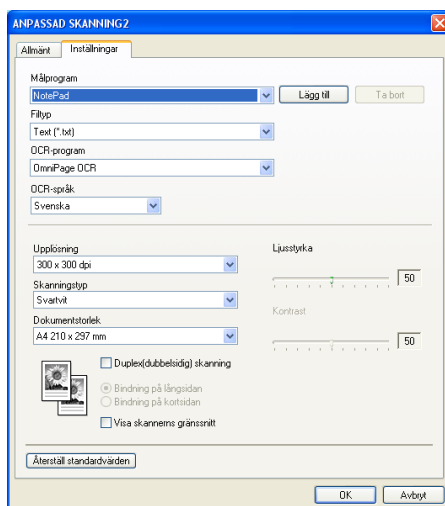 ANPASSAD SKANNING2
Allmänt Inställningar
Målprogram
NotePad Lägg till Ta bort
Filtyp
Text (*.txt)
OCR-program
OmniPage OCR
OCR-språk
Svenska
Upplösning Ljusstyrka
300 x 300 dpi 50
Skanningstyp
Svartvit Kontrast
Dokumentstorlek
A4 210 x 297 mm 50
Duplex(dubbelsidig) skanning
Bindning på långsidan
Bindning på kortsidan
Visa skannerns gränssnitt
Återställ standardvärden
OK Avbryt